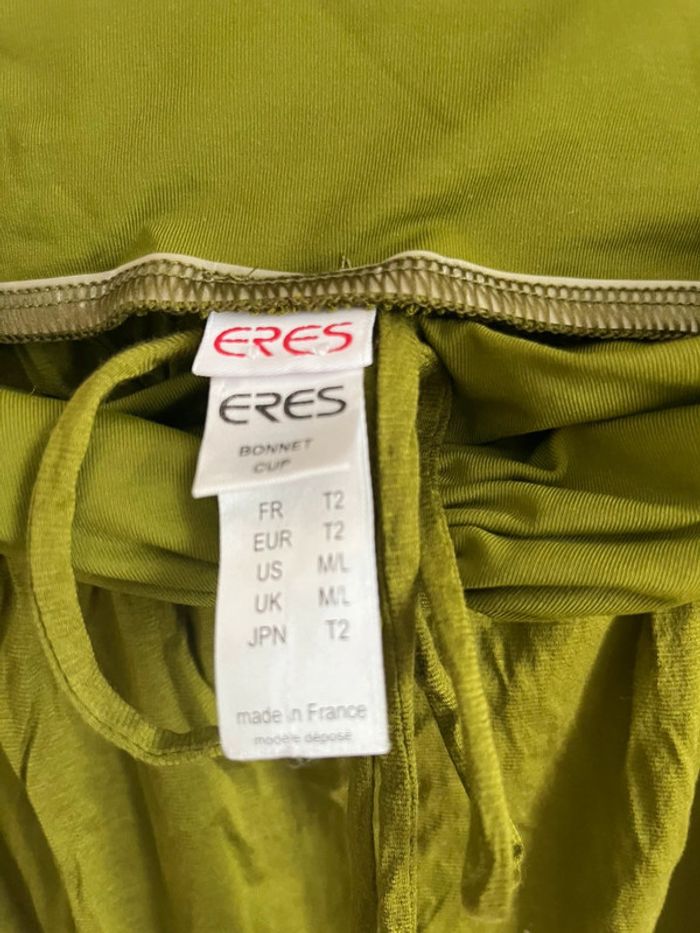 ERES
ERES
BONNET
CUP
FR T2
EUR T2
US M/L
UK M/L
JPN T2
made in France
modèle déposé